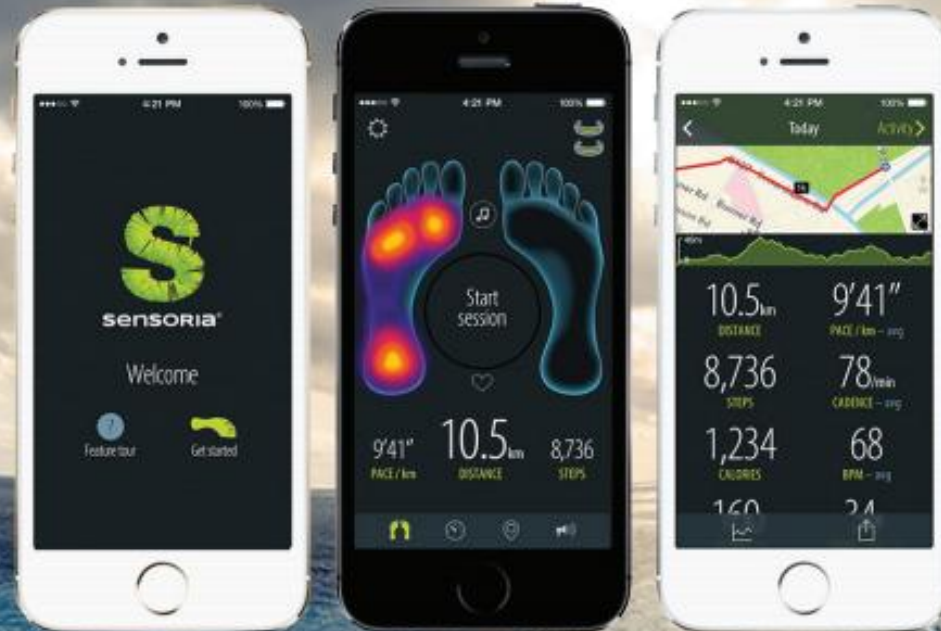 4:21 PM
100%
S
sensoria®
Welcome
Feature tour
Get started
4:21 PM
100%
Start
session
9'41"
PACE / km
10.5km
DISTANCE
8,736
STEPS
4:21 PM
100%
Today
Activity
10.5km
DISTANCE
9'41"
PACE / km – avg
8,736
STEPS
78/min
CADENCE – avg
1,234
CALORIES
68
BPM – avg
160